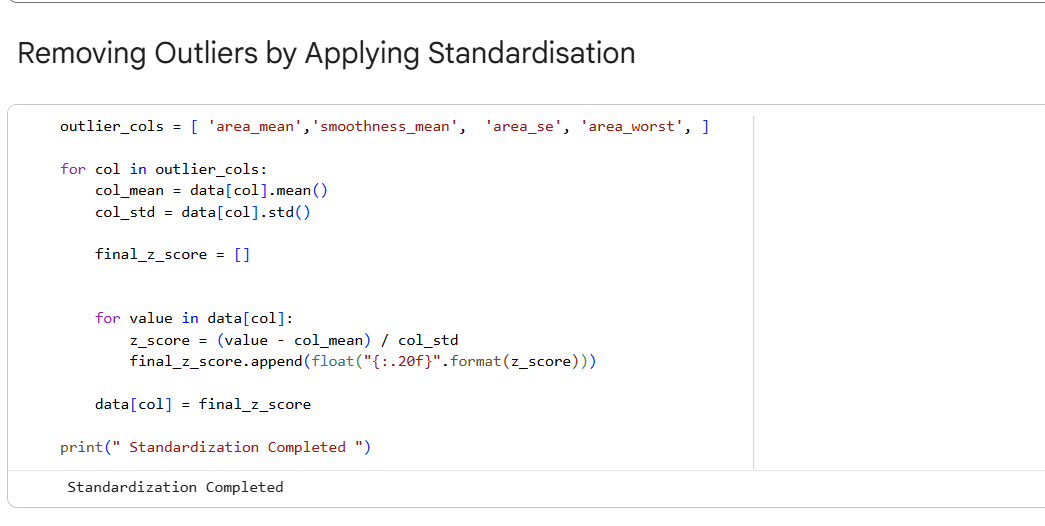 Removing Outliers by Applying Standardisation
outlier_cols = [ 'area_mean','smoothness_mean',  'area_se', 'area_worst', ]
for col in outlier_cols:
    col_mean = data[col].mean()
    col_std = data[col].std()
    final_z_score = []
    for value in data[col]:
        z_score = (value - col_mean) / col_std
        final_z_score.append(float("{:.20f}".format(z_score)))
    data[col] = final_z_score
print(" Standardization Completed ")
 Standardization Completed